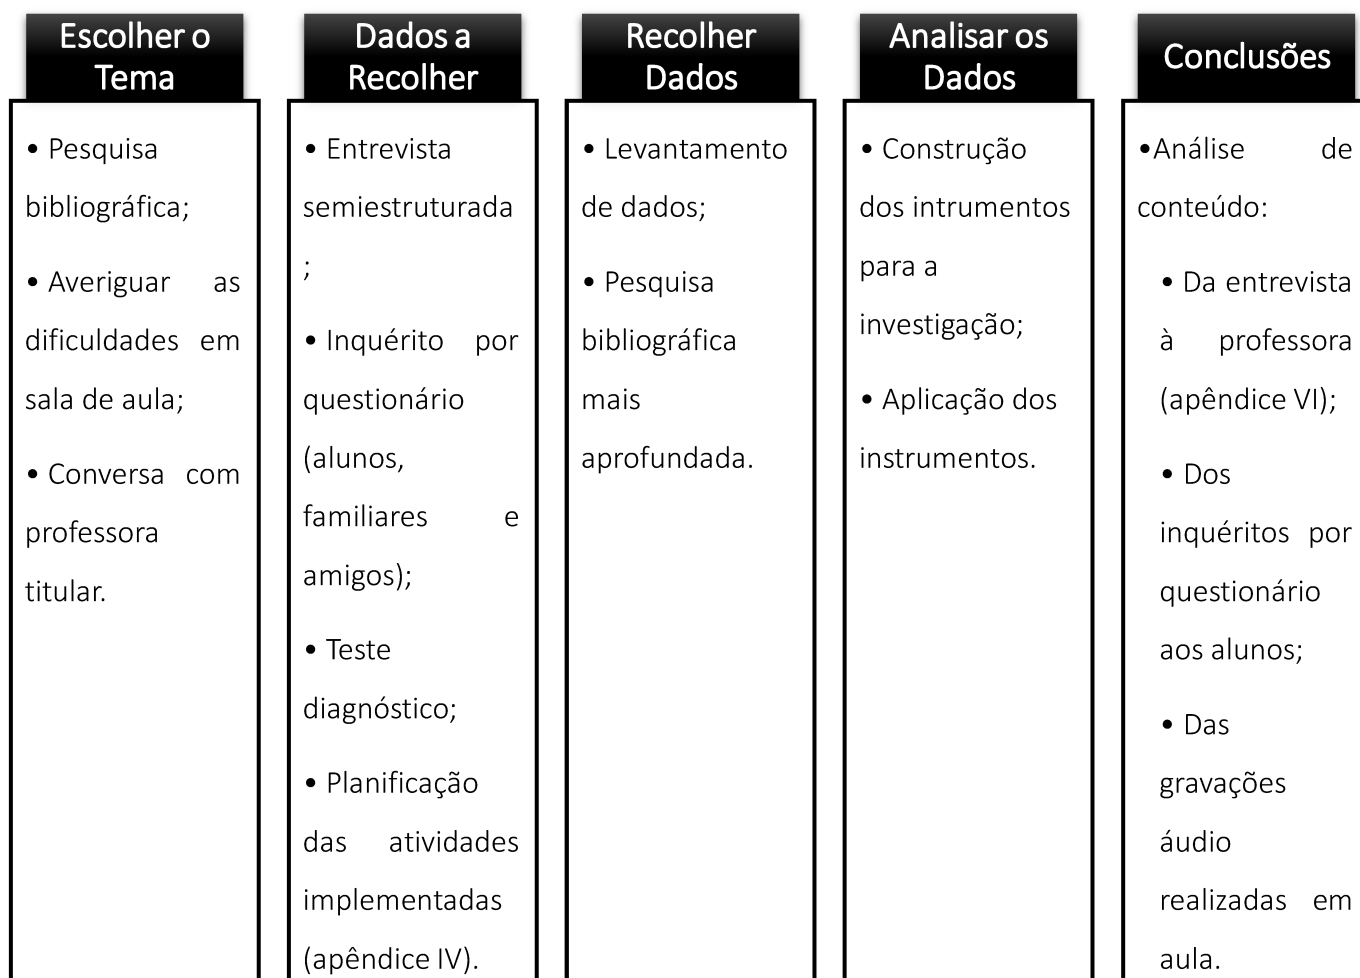 Escolher o
Tema
• Pesquisa
bibliográfica;
• Averiguar as
dificuldades em
sala de aula;
• Conversa com
professora
titular.
Dados a
Recolher
• Entrevista
semiestruturada
;
• Inquérito por
questionário
(alunos,
familiares e
amigos);
• Teste
diagnóstico;
• Planificação
das atividades
implementadas
(apêndice IV).
Recolher
Dados
• Levantamento
de dados;
• Pesquisa
bibliográfica
mais
aprofundada.
Analisar os
Dados
• Construção
dos intrumentos
para a
investigação;
• Aplicação dos
instrumentos.
Conclusões
•Análise de
conteúdo:
• Da entrevista
à professora
(apêndice VI);
• Dos
inquéritos por
questionário
aos alunos;
• Das
gravações
áudio
realizadas em
aula.